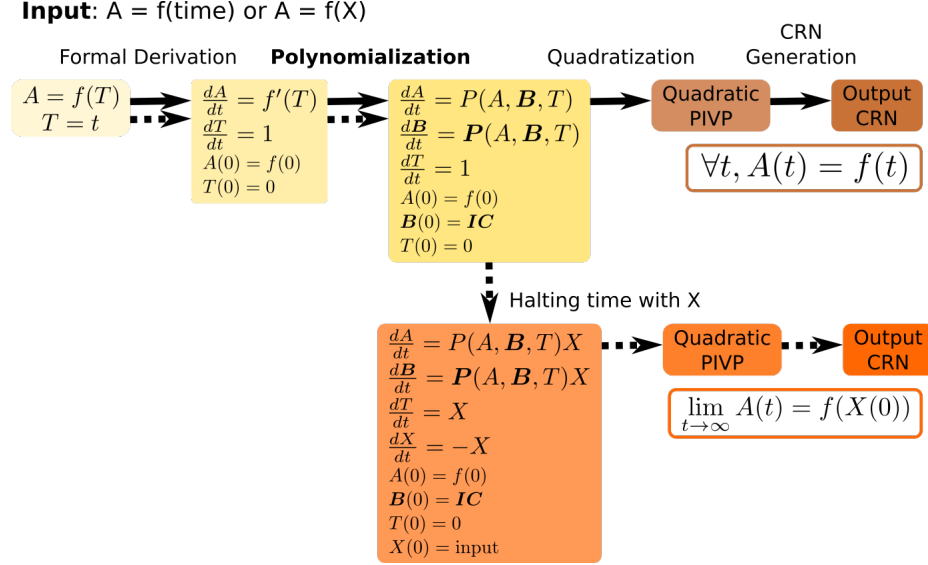 Input: A = f(time) or A = f(X)
Formal Derivation
Polynomialization
Quadratization
CRN
Generation
A = f(T)
T = t
dA/dt = f'(T)
dT/dt = 1
A(0) = f(0)
T(0) = 0
dA/dt = P(A, B, T)
dB/dt = P(A, B, T)
dT/dt = 1
A(0) = f(0)
B(0) = IC
T(0) = 0
Quadratic
PIVP
Output
CRN
∀t, A(t) = f(t)
Halting time with X
dA/dt = P(A, B, T)X
dB/dt = P(A, B, T)X
dT/dt = X
dX/dt = −X
A(0) = f(0)
B(0) = IC
T(0) = 0
X(0) = input
Quadratic
PIVP
Output
CRN
lim t→∞ A(t) = f(X(0))